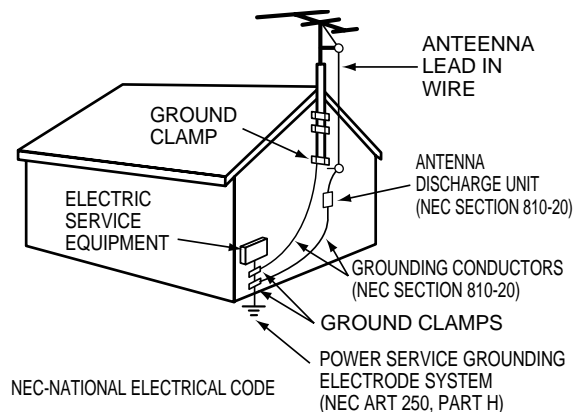 ANTEENNA
LEAD IN
WIRE
GROUND
CLAMP
ANTENNA
DISCHARGE UNIT
(NEC SECTION 810-20)
ELECTRIC
SERVICE
EQUIPMENT
GROUNDING CONDUCTORS
(NEC SECTION 810-20)
GROUND CLAMPS
POWER SERVICE GROUNDING
ELECTRODE SYSTEM
(NEC ART 250, PART H)
NEC-NATIONAL ELECTRICAL CODE